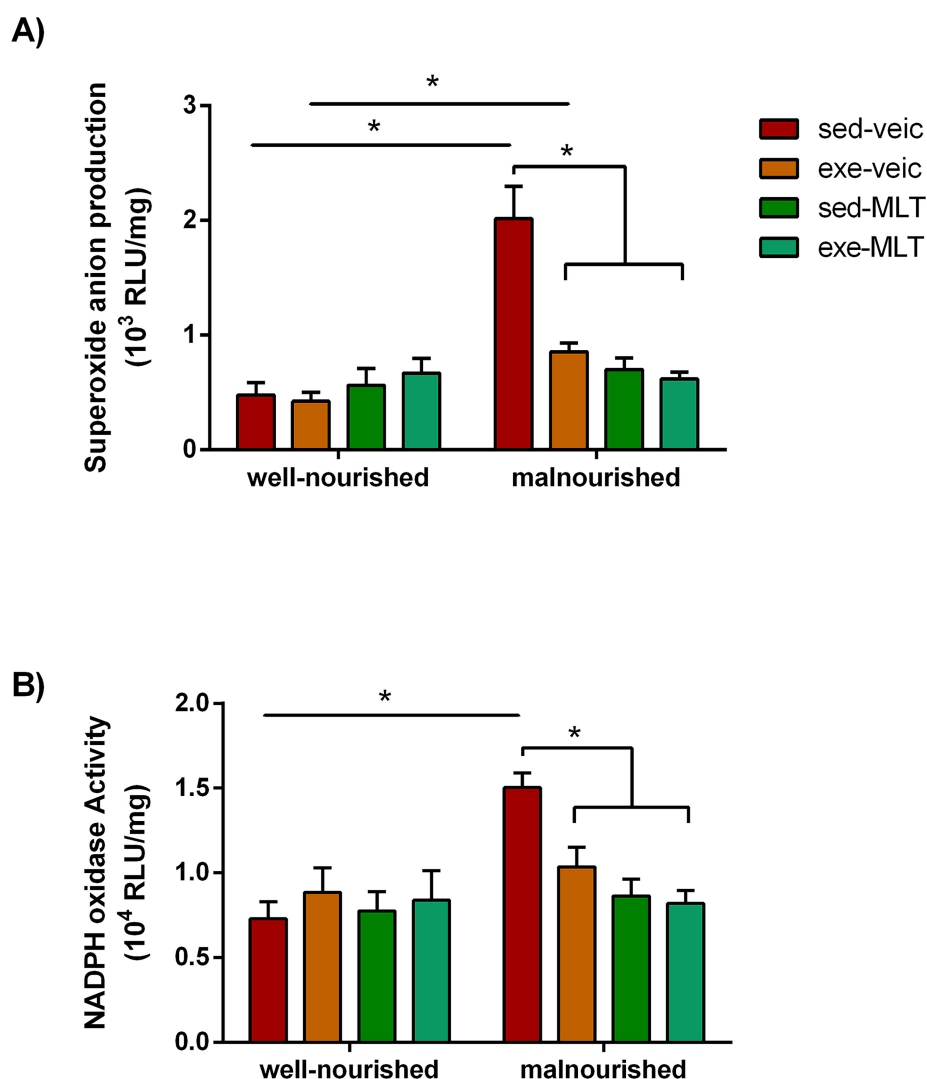 A)
Superoxide anion production
(10³ RLU/mg)
3
2
1
0
*
*
*
well-nourished
malnourished
sed-veic
exe-veic
sed-MLT
exe-MLT
B)
NADPH oxidase Activity
(10⁴ RLU/mg)
2.0
1.5
1.0
0.5
0.0
*
*
well-nourished
malnourished